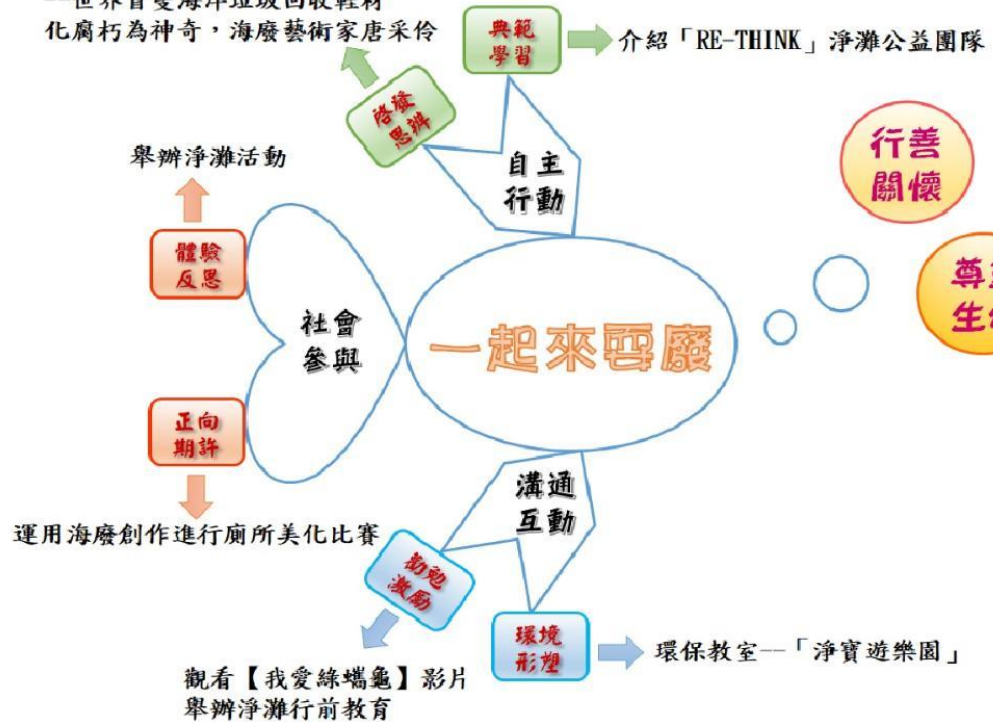 化腐朽為神奇，海廢藝術家唐采伶
典範
學習
介紹「RE-THINK」淨灘公益團隊
啓發
思辨
自主
行動
行善
關懷
舉辦淨灘活動
體驗
反思
社會
參與
一起來耍廢
正向
期許
運用海廢創作進行廁所美化比賽
溝通
互動
勸勉
激勵
環境
形塑
環保教室--「淨寶遊樂園」
觀看【我愛綠蠵龜】影片
舉辦淨灘行前教育